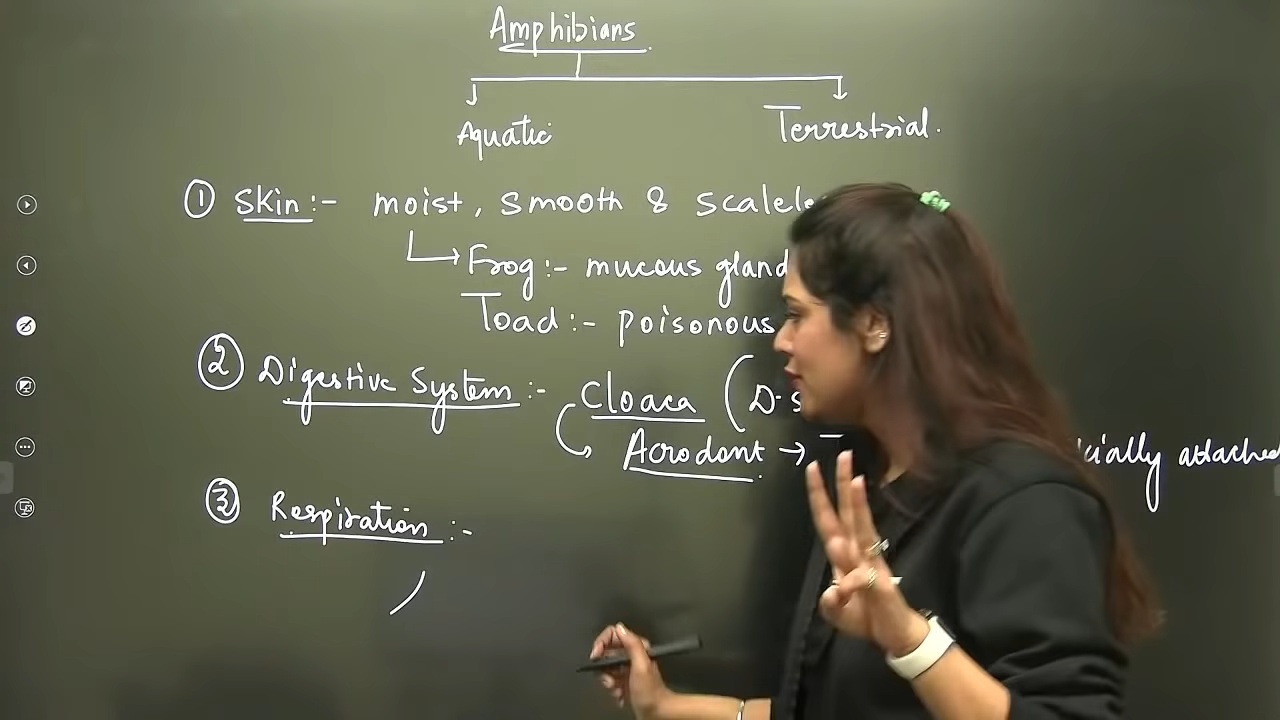 Amphibians.
Aquatic Terrestrial.
① Skin :- moist, smooth & scalele
Frog :- mucous gland
Toad :- poisonous
② Digestive System :- Cloaca (D.s
Acrodont → T cially attached
③ Respiration :-